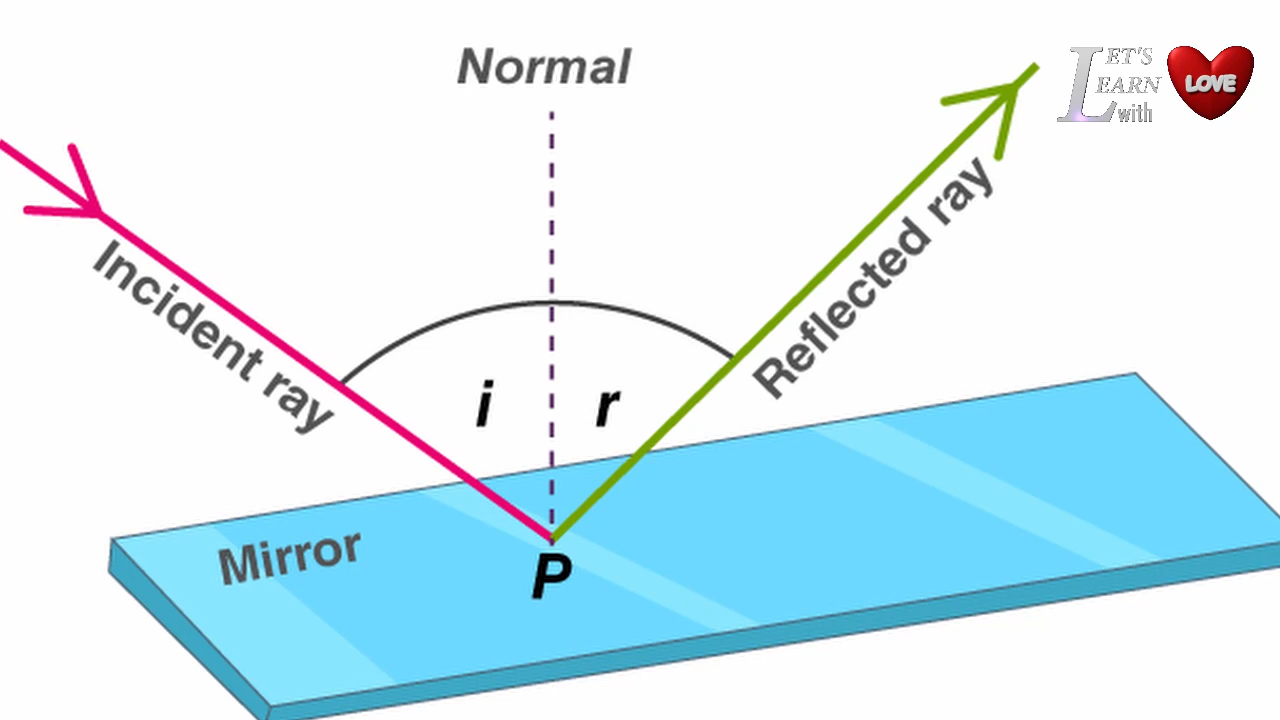 Normal
LET'S
LEARN
with
LOVE
Incident ray
Reflected ray
i
r
Mirror
P